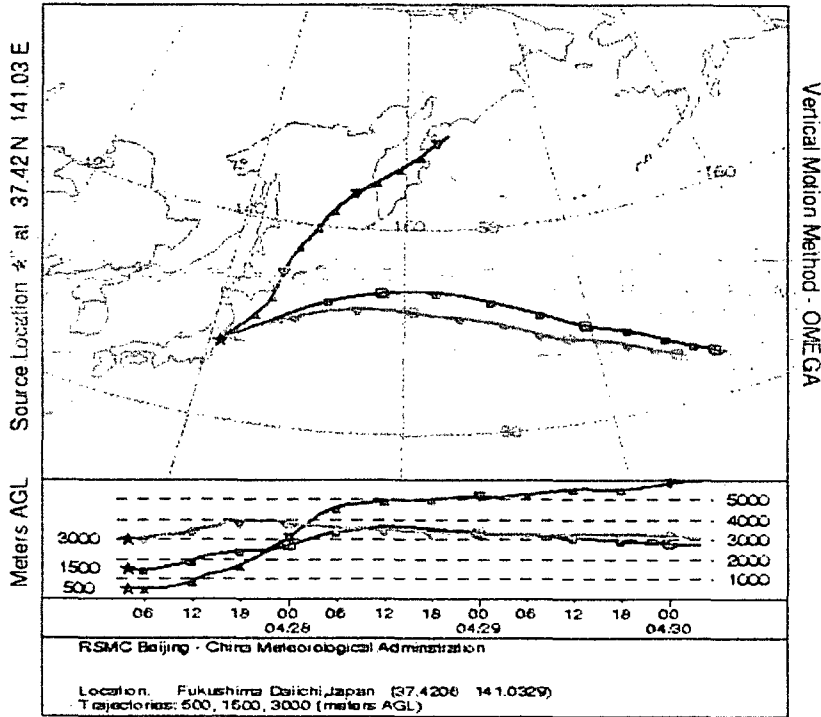 Source Location ☆ at 37.42 N 141.03 E
Vertical Motion Method - OMEGA
160
Meters AGL
3000
1500
500
5000
4000
3000
2000
1000
06 12 18 00 06 12 18 00 06 12 18 00
04.28 04.29 04.30
RSMC Beijing - China Meteorological Adminstration
Location: Fukushima Daiichi,Japan (37.4206 141.0329)
Trajectories: 500, 1500, 3000 (meters AGL)